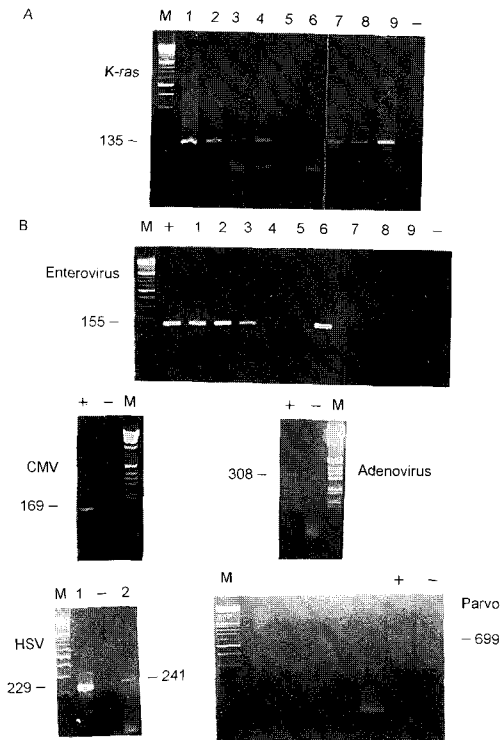 A
M 1 2 3 4 5 6 7 8 9 –
K-ras
135 –
B
M + 1 2 3 4 5 6 7 8 9 –
Enterovirus
155 –
+ – M
CMV
169 –
+ – M
308 –
Adenovirus
M 1 – 2
HSV
229 –
– 241
M + –
Parvo
– 699